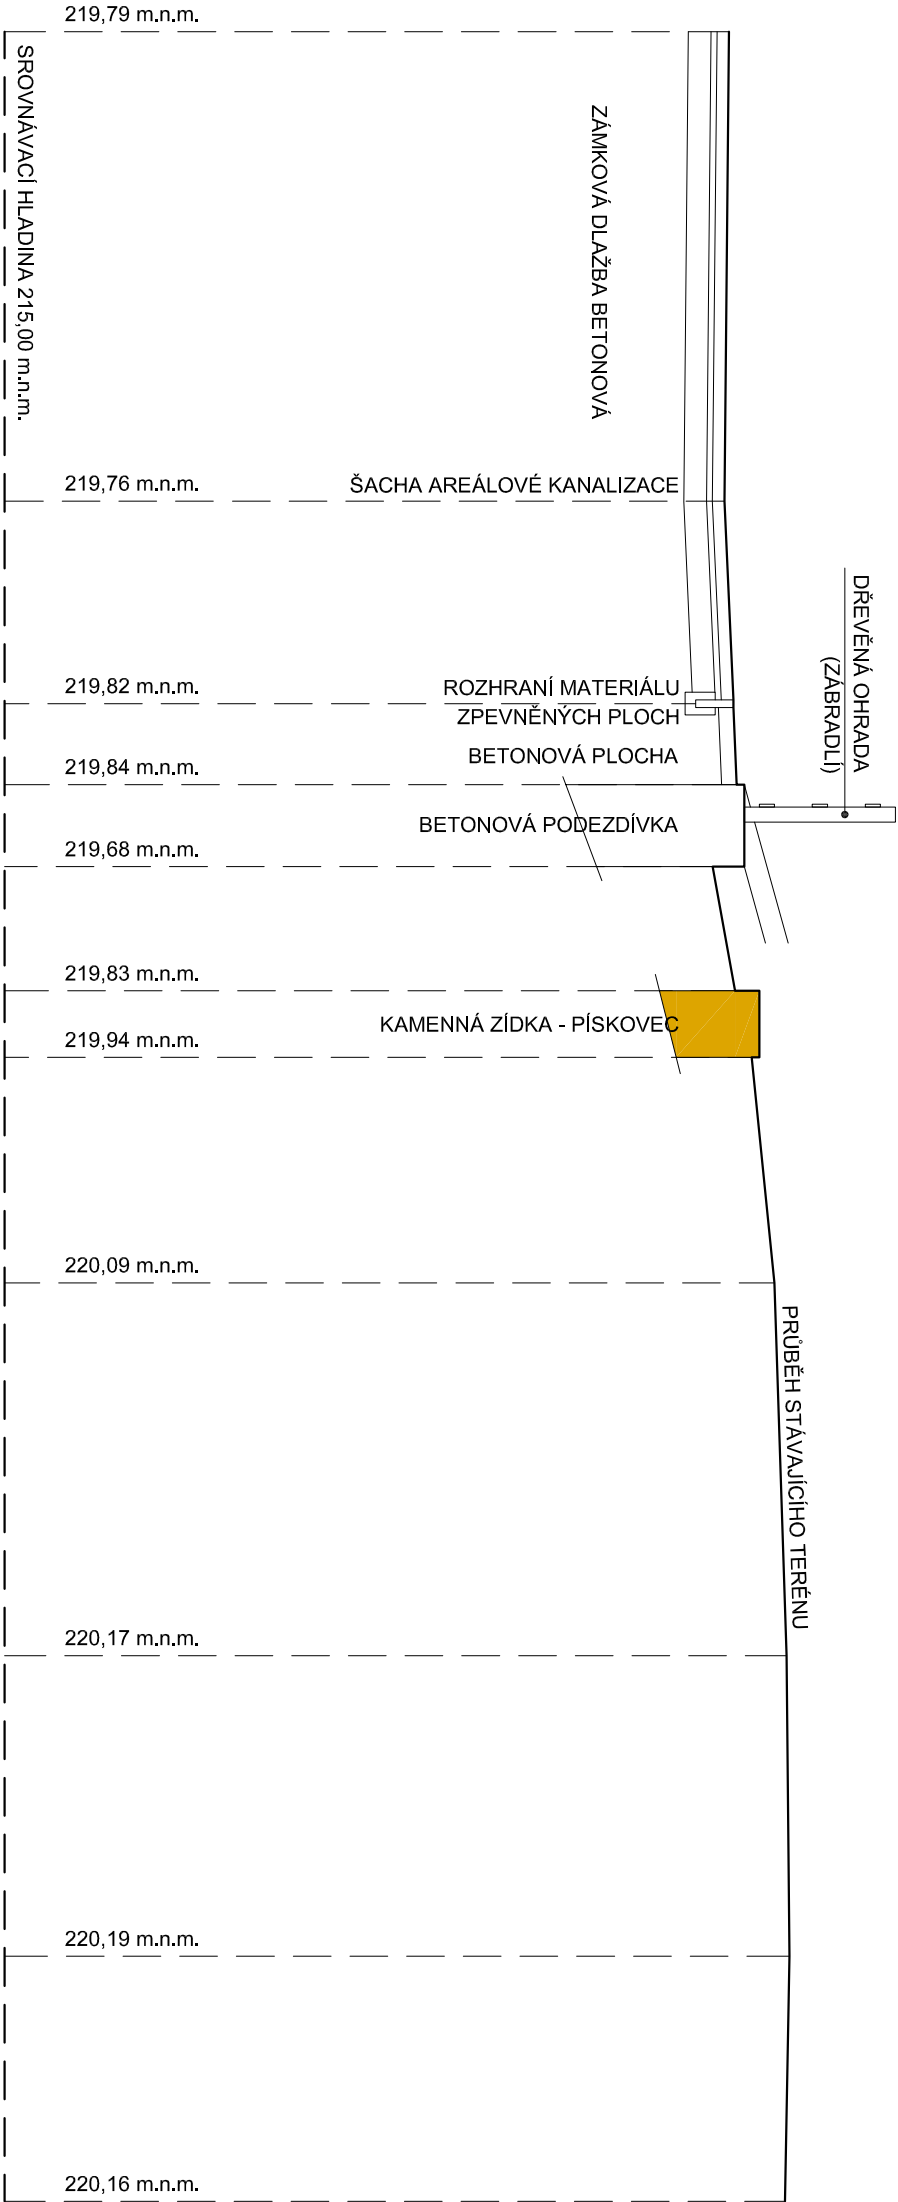 219,79 m.n.m.
SROVNÁVACÍ HLADINA 215,00 m.n.m.
ZÁMKOVÁ DLAŽBA BETONOVÁ
219,76 m.n.m.
ŠACHA AREÁLOVÉ KANALIZACE
DŘEVĚNÁ OHRADA
(ZÁBRADLÍ)
219,82 m.n.m.
ROZHRANÍ MATERIÁLU
ZPEVNĚNÝCH PLOCH
219,84 m.n.m.
BETONOVÁ PLOCHA
BETONOVÁ PODEZDÍVKA
219,68 m.n.m.
219,83 m.n.m.
KAMENNÁ ZÍDKA - PÍSKOVEC
219,94 m.n.m.
220,09 m.n.m.
PRŮBĚH STÁVAJÍCÍHO TERÉNU
220,17 m.n.m.
220,19 m.n.m.
220,16 m.n.m.